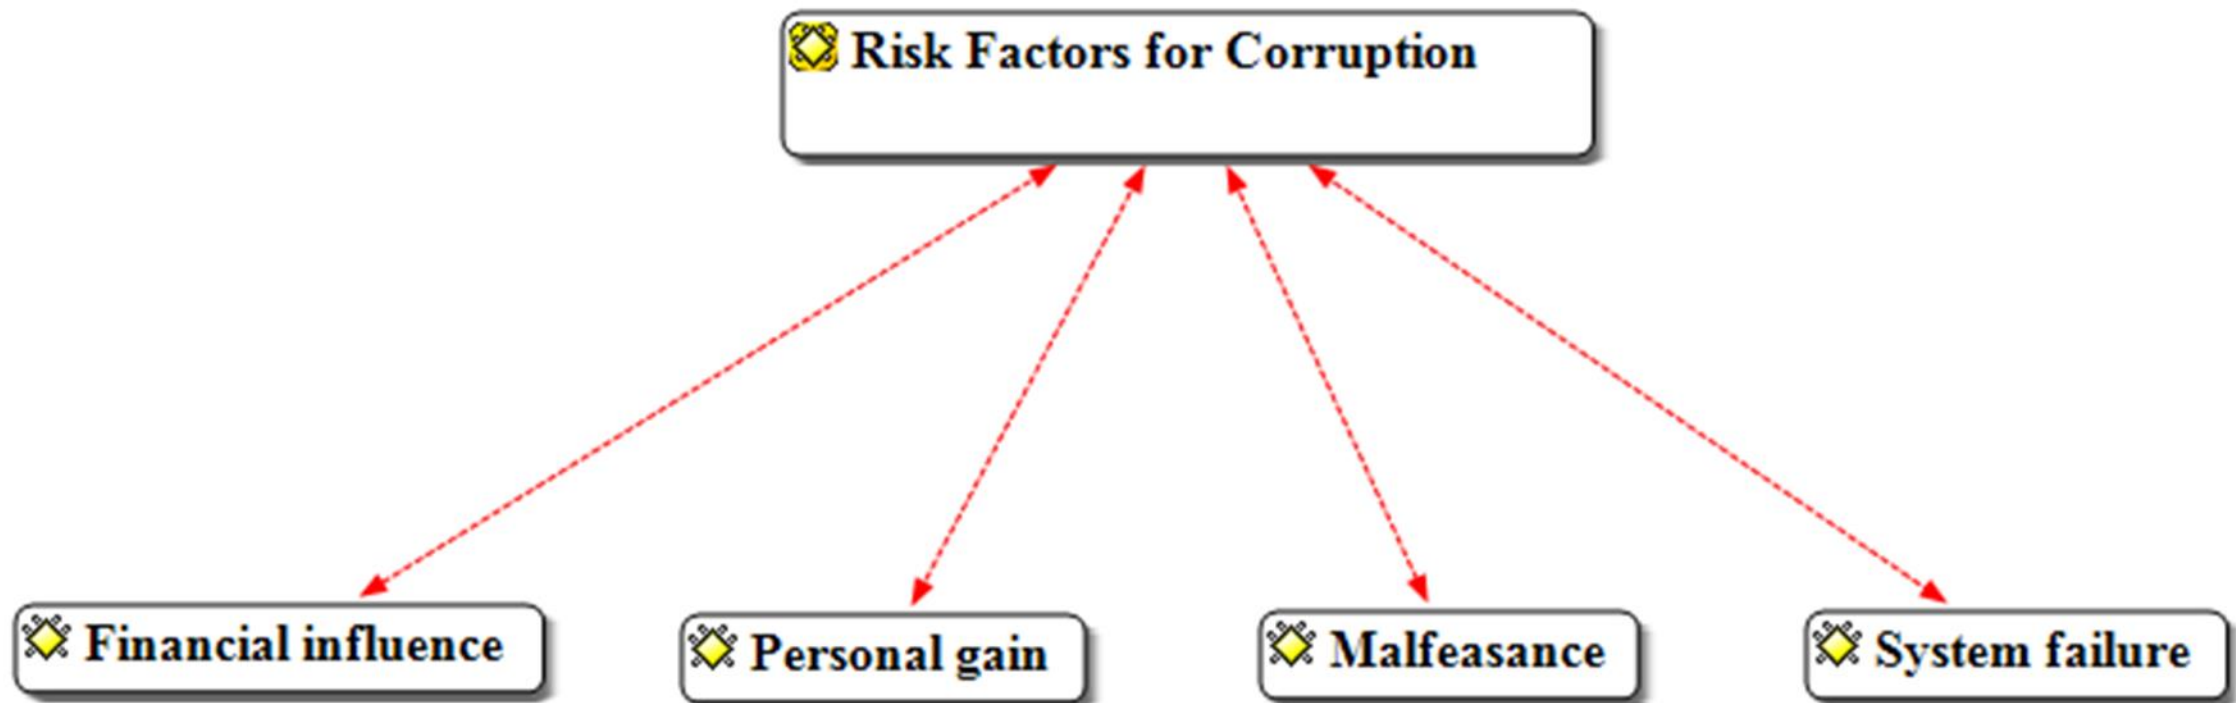 Risk Factors for Corruption
Financial influence
Personal gain
Malfeasance
System failure